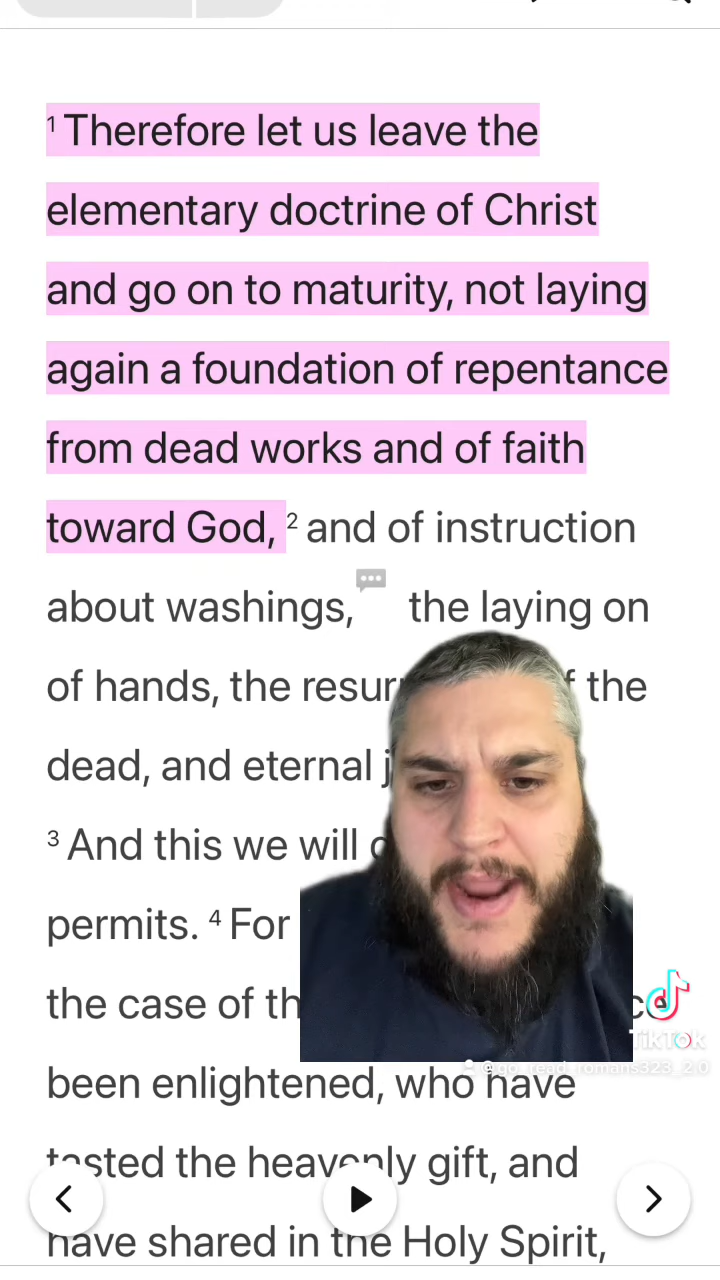 1 Therefore let us leave the
elementary doctrine of Christ
and go on to maturity, not laying
again a foundation of repentance
from dead works and of faith
toward God, 2 and of instruction
about washings, the laying on
of hands, the the
dead, and eternal
3 And this we will
permits. 4 For
the case of
been enlightened, who have
tasted the heavenly gift, and
have shared in the Holy Spirit,
TikTok
@go_read_romans323_2.0